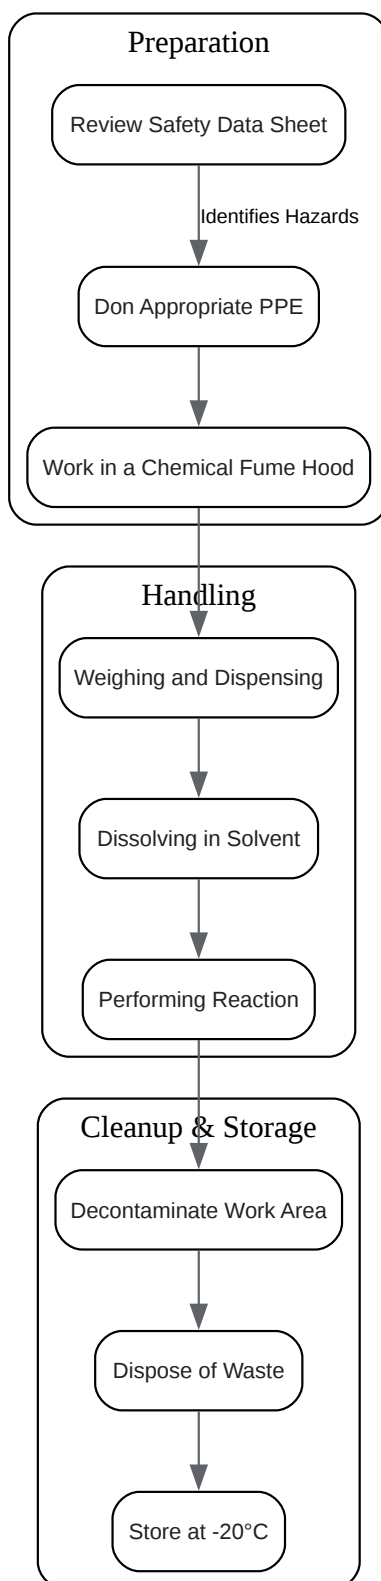 Preparation
Review Safety Data Sheet
Identifies Hazards
Don Appropriate PPE
Work in a Chemical Fume Hood
Handling
Weighing and Dispensing
Dissolving in Solvent
Performing Reaction
Cleanup & Storage
Decontaminate Work Area
Dispose of Waste
Store at -20°C